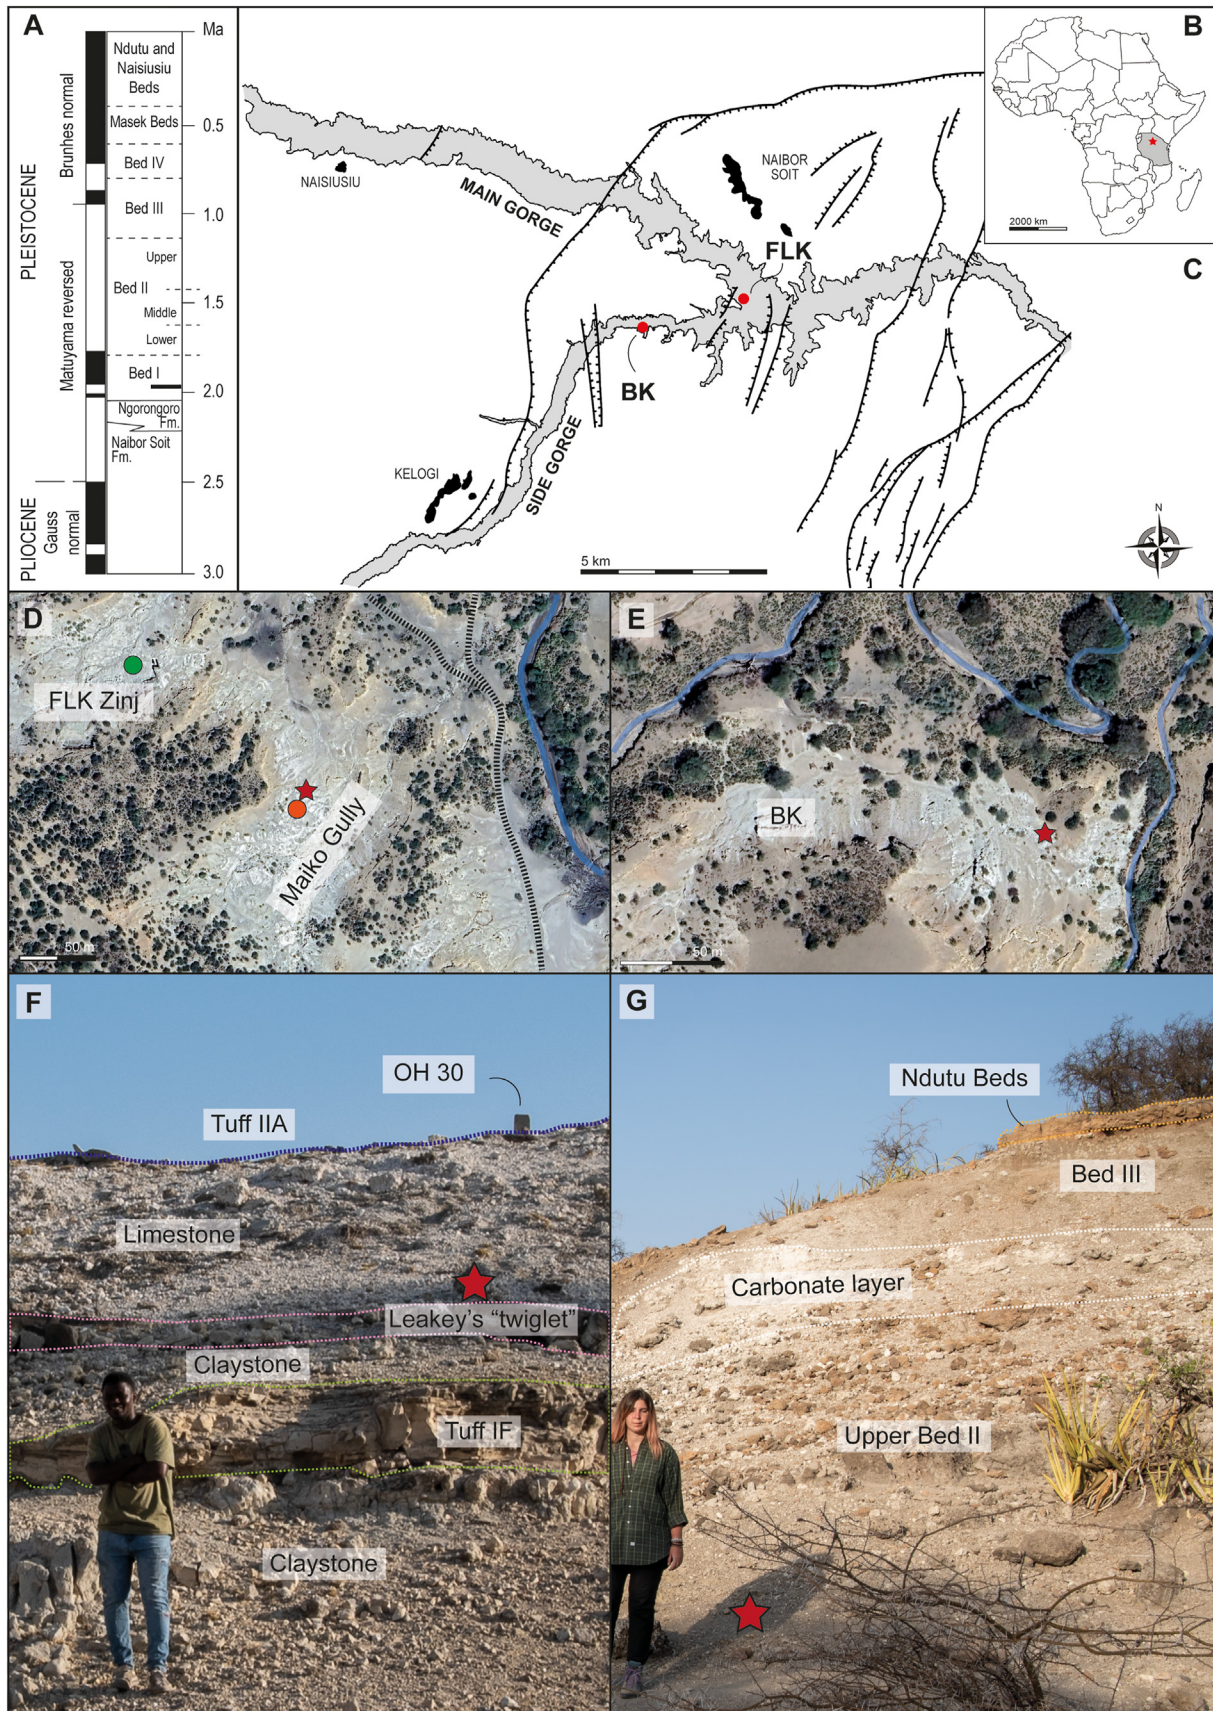 A
Ma
Ndutu and
Naisiusiu
Beds
Masek Beds
Bed IV
Bed III
Upper
Bed II
Middle
Lower
Bed I
Ngorongoro
Fm.
Naibor Soit
Fm.
0.5
1.0
1.5
2.0
2.5
3.0
PLEISTOCENE
PLIOCENE
Brunhes normal
Matuyama reversed
Gauss
normal
B
2000 km
C
NAISIUSIU
MAIN GORGE
NAIBOR
SOIT
FLK
BK
KELOGI
SIDE GORGE
5 km
N
D
FLK Zinj
Maiko Gully
50 m
E
BK
50 m
F
OH 30
Tuff IIA
Limestone
Leakey's “twiglet”
Claystone
Tuff IF
Claystone
G
Ndutu Beds
Bed III
Carbonate layer
Upper Bed II